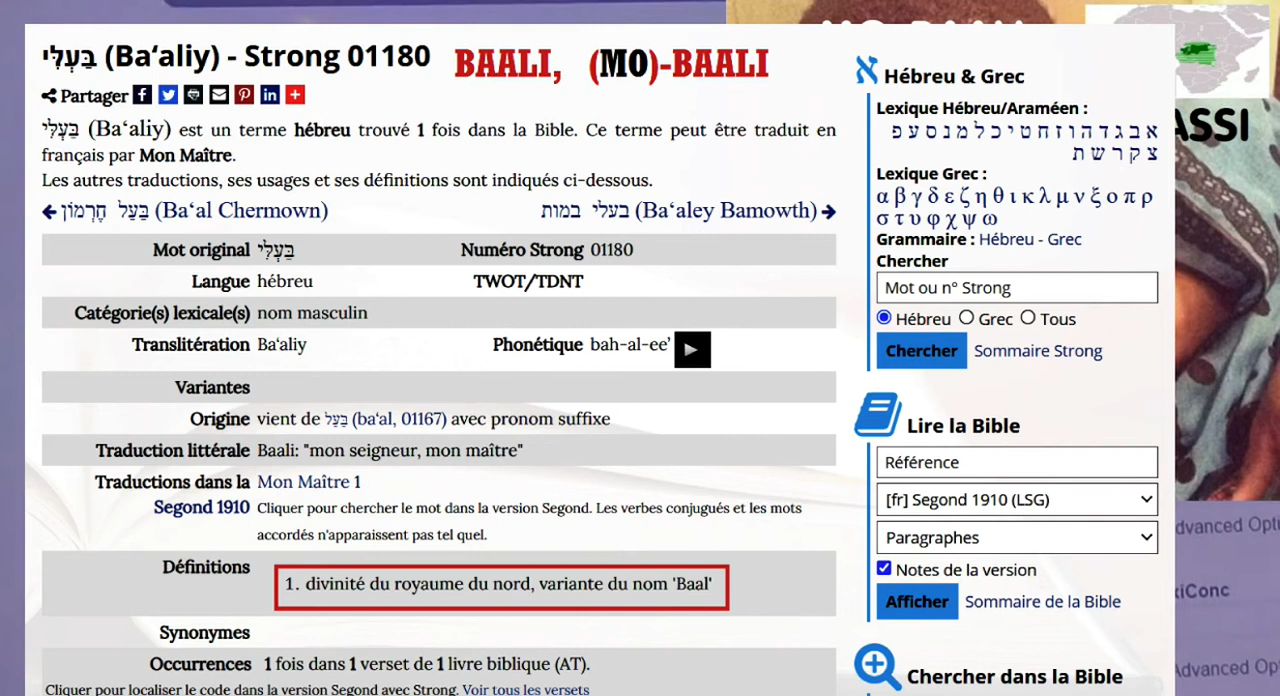 בַּעְלִּי (Ba‘aliy) - Strong 01180
BAALI, (MO)-BAALI
Partager
בַּעְלִּי (Ba‘aliy) est un terme hébreu trouvé 1 fois dans la Bible. Ce terme peut être traduit en
français par Mon Maître.
Les autres traductions, ses usages et ses définitions sont indiqués ci-dessous.
בַּעַל חֶרְמוֹן (Ba‘al Chermown)
בעלי במות (Ba‘aley Bamowth)
Mot original בַּעְלִּי Numéro Strong 01180
Langue hébreu TWOT/TDNT
Catégorie(s) lexicale(s) nom masculin
Translitération Ba‘aliy Phonétique bah-al-ee’
Variantes
Origine vient de בַּעַל (ba‘al, 01167) avec pronom suffixe
Traduction littérale Baali: "mon seigneur, mon maître"
Traductions dans la Mon Maître 1
Segond 1910 Cliquer pour chercher le mot dans la version Segond. Les verbes conjugués et les mots
accordés n'apparaissent pas tel quel.
Définitions
1. divinité du royaume du nord, variante du nom 'Baal'
Synonymes
Occurrences 1 fois dans 1 verset de 1 livre biblique (AT).
Cliquer pour localiser le code dans la version Segond avec Strong. Voir tous les versets
Hébreu & Grec
Lexique Hébreu/Araméen :
א ב ג ד ה ו ז ח ט י כ ל מ נ ס ע פ
צ ק ר ש ת
Lexique Grec :
α β γ δ ε ζ η θ ι κ λ μ ν ξ ο π ρ
σ τ υ φ χ ψ ω
Grammaire : Hébreu - Grec
Chercher
Mot ou n° Strong
Hébreu Grec Tous
Chercher Sommaire Strong
Lire la Bible
Référence
[fr] Segond 1910 (LSG)
Paragraphes
Notes de la version
Afficher Sommaire de la Bible
Chercher dans la Bible
ASSI
dvanced Opti
xiConc
Advanced Op